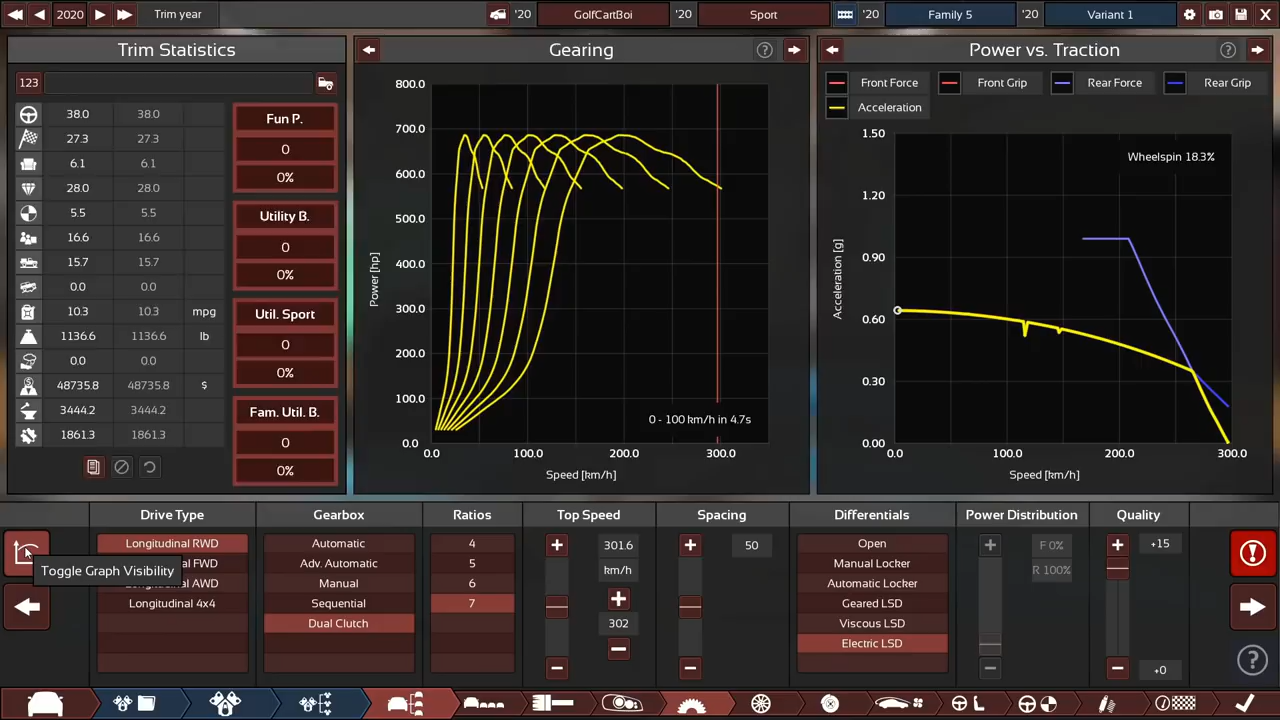 2020 Trim year '20 GolfCartBoi '20 Sport '20 Family 5 '20 Variant 1
Trim Statistics
123
38.0 38.0
27.3 27.3
6.1 6.1
28.0 28.0
5.5 5.5
16.6 16.6
15.7 15.7
0.0 0.0
10.3 10.3 mpg
1136.6 1136.6 lb
0.0 0.0
48735.8 48735.8 $
3444.2 3444.2
1861.3 1861.3
Fun P.
0
0%
Utility B.
0
0%
Util. Sport
0
0%
Fam. Util. B.
0
0%
Gearing ?
800.0
700.0
600.0
500.0
400.0
300.0
200.0
100.0
0.0
Power [hp]
0 - 100 km/h in 4.7s
0.0 100.0 200.0 300.0
Speed [km/h]
Power vs. Traction ?
Front Force Front Grip Rear Force Rear Grip
Acceleration
1.50
1.20
0.90
0.60
0.30
0.00
Acceleration [g]
Wheelspin 18.3%
0.0 100.0 200.0 300.0
Speed [km/h]
Toggle Graph Visibility
Drive Type
Longitudinal RWD
FWD
Longitudinal AWD
Longitudinal 4x4
Gearbox
Automatic
Adv. Automatic
Manual
Sequential
Dual Clutch
Ratios
4
5
6
7
Top Speed
+ 301.6
km/h
+
302
-
-
Spacing
+ 50
-
Differentials
Open
Manual Locker
Automatic Locker
Geared LSD
Viscous LSD
Electric LSD
Power Distribution
+ F 0%
R 100%
-
Quality
+ +15
- +0
!
?